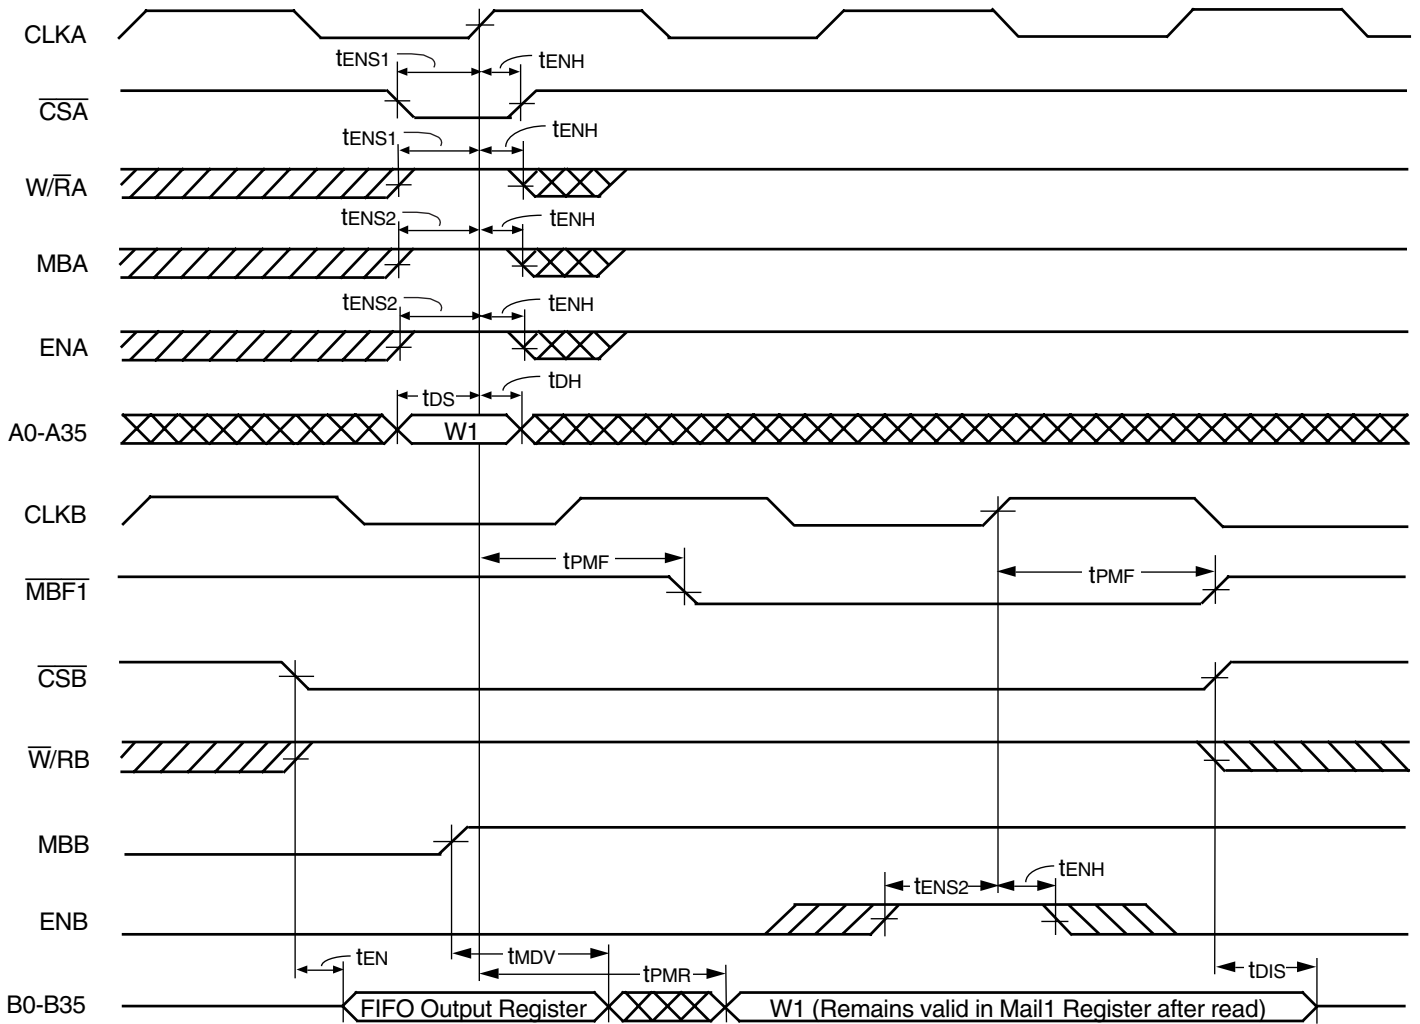 CLKA
tENS1
tENH
CSA
tENS1
tENH
W/RA
tENS2
tENH
MBA
tENS2
tENH
ENA
tDS
tDH
A0-A35
W1
CLKB
tPMF
tPMF
MBF1
CSB
W/RB
MBB
tENS2
tENH
ENB
tEN
tMDV
tPMR
tDIS
B0-B35
FIFO Output Register
W1 (Remains valid in Mail1 Register after read)